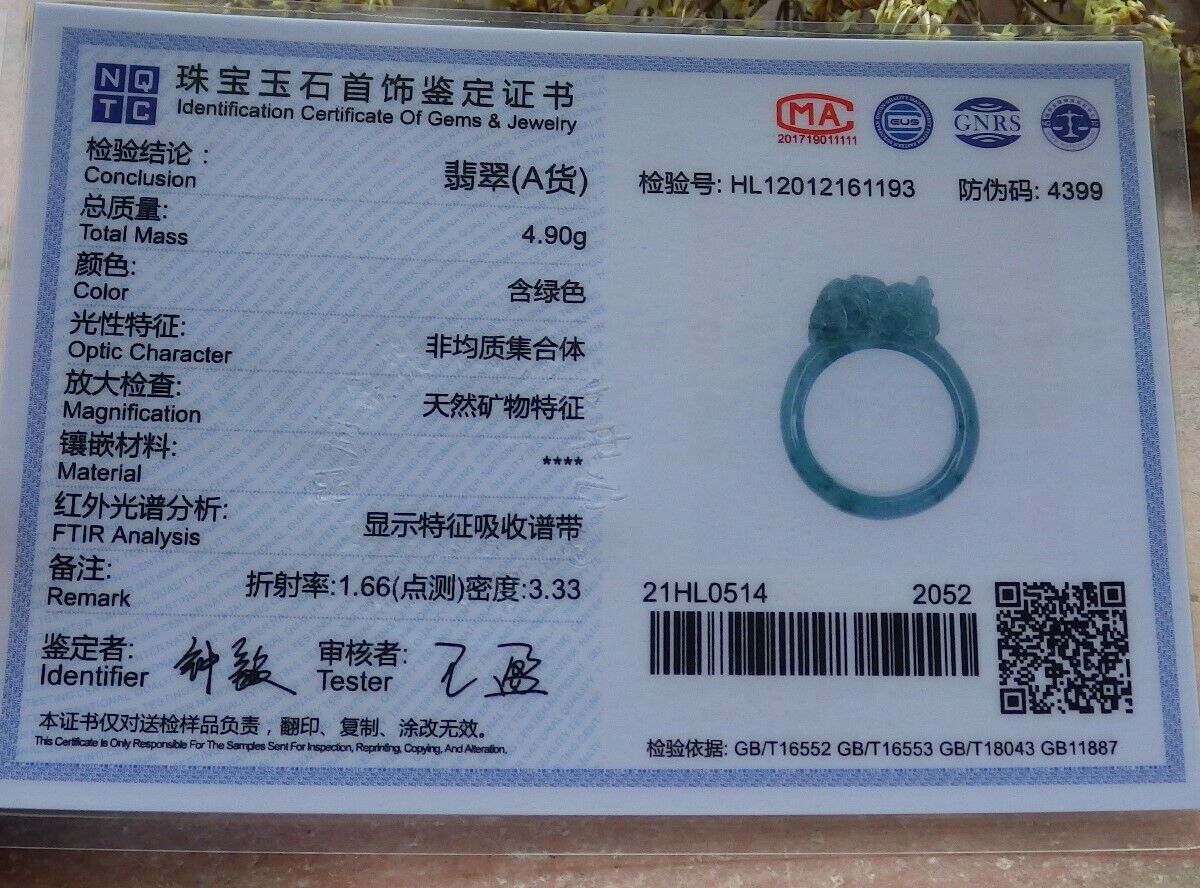 NQ
TC
珠宝玉石首饰鉴定证书
Identification Certificate Of Gems & Jewelry
检验结论：
Conclusion
翡翠(A货)
总质量:
Total Mass
4.90g
颜色:
Color
含绿色
光性特征:
Optic Character
非均质集合体
放大检查:
Magnification
天然矿物特征
镶嵌材料:
Material
****
红外光谱分析:
FTIR Analysis
显示特征吸收谱带
备注:
Remark
折射率:1.66(点测)密度:3.33
鉴定者:
Identifier
审核者:
Tester
王盈
本证书仅对送检样品负责，翻印、复制、涂改无效。
This Certificate Is Only Responsible For The Samples Sent For Inspection, Reprinting, Copying, And Alteration.
MA
201719011111
GNRS
检验号: HL12012161193
防伪码: 4399
21HL0514
2052
检验依据: GB/T16552 GB/T16553 GB/T18043 GB11887